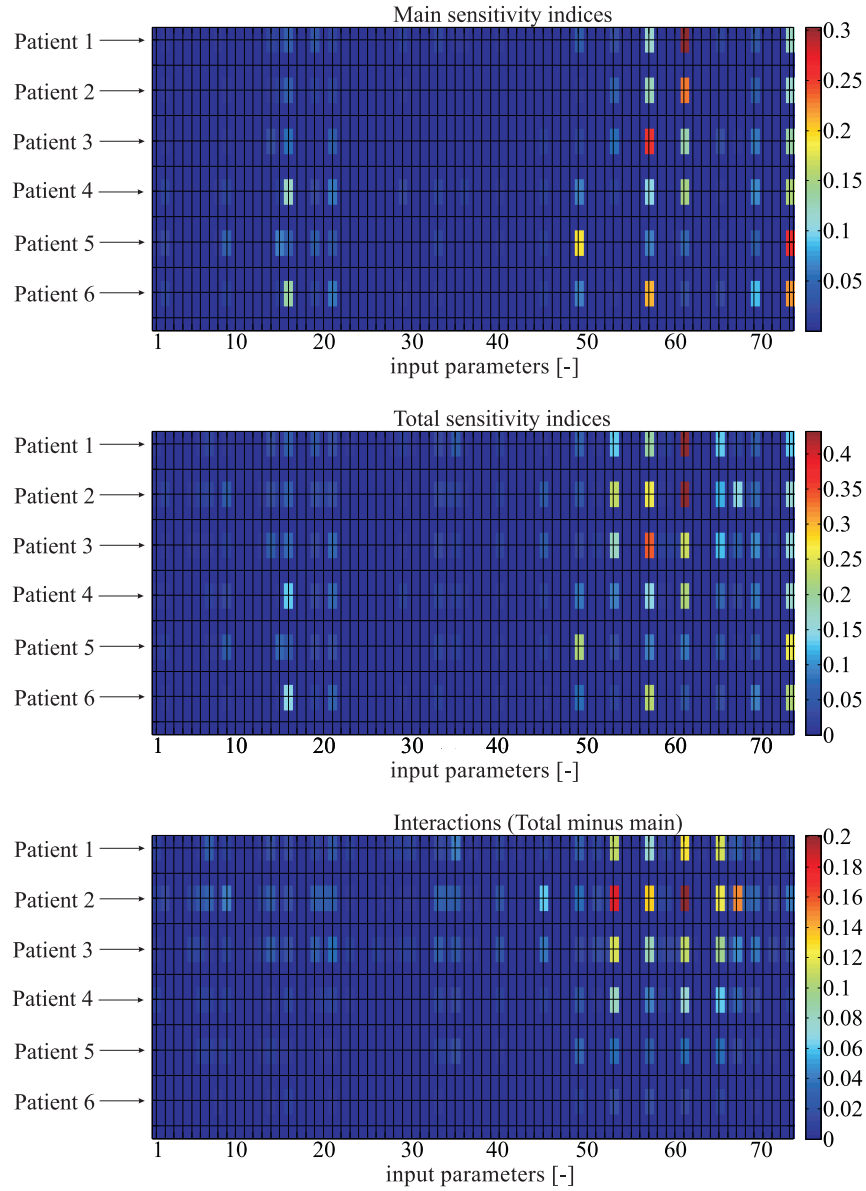 Main sensitivity indices
Patient 1
Patient 2
Patient 3
Patient 4
Patient 5
Patient 6
0.3
0.25
0.2
0.15
0.1
0.05
0
1 10 20 30 40 50 60 70
input parameters [-]
Total sensitivity indices
Patient 1
Patient 2
Patient 3
Patient 4
Patient 5
Patient 6
0.4
0.35
0.3
0.25
0.2
0.15
0.1
0.05
0
1 10 20 30 40 50 60 70
input parameters [-]
Interactions (Total minus main)
Patient 1
Patient 2
Patient 3
Patient 4
Patient 5
Patient 6
0.2
0.18
0.16
0.14
0.12
0.1
0.08
0.06
0.04
0.02
0
1 10 20 30 40 50 60 70
input parameters [-]